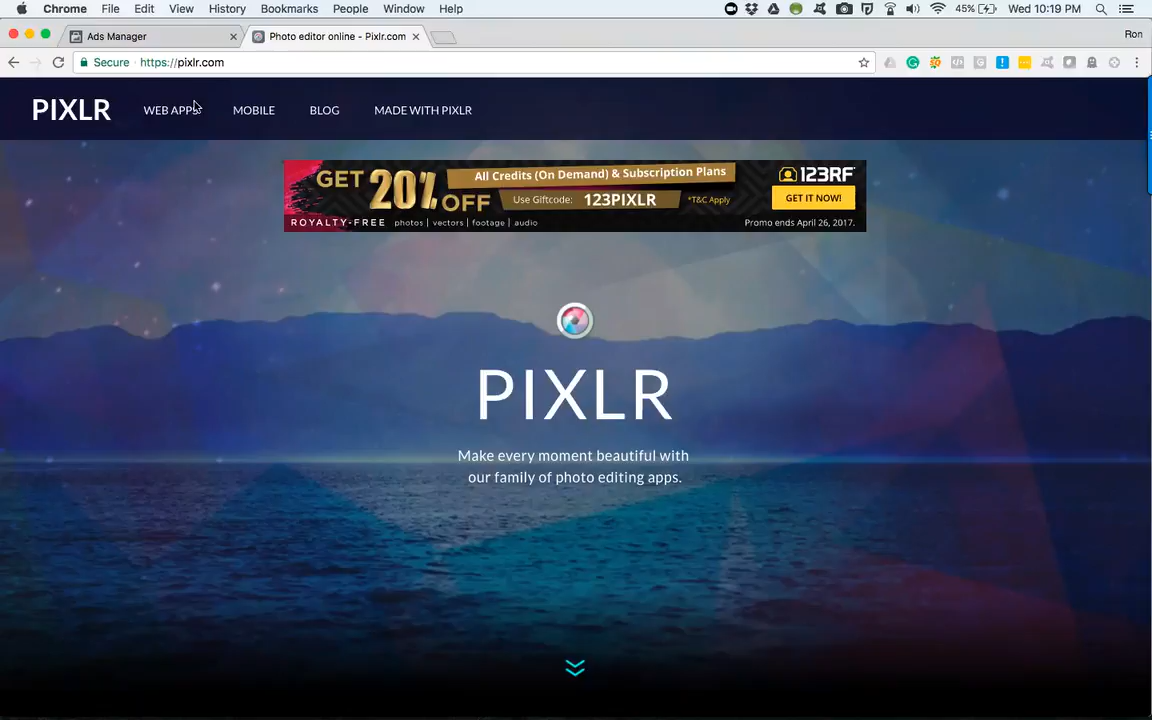 Chrome File Edit View History Bookmarks People Window Help 45% Wed 10:19 PM
Ads Manager Photo editor online - Pixlr.com Ron
Secure https://pixlr.com
PIXLR WEB APPS MOBILE BLOG MADE WITH PIXLR
GET 20% OFF
All Credits (On Demand) & Subscription Plans
Use Giftcode: 123PIXLR *T&C Apply
123RF
GET IT NOW!
ROYALTY-FREE photos | vectors | footage | audio
Promo ends April 26, 2017.
PIXLR
Make every moment beautiful with
our family of photo editing apps.